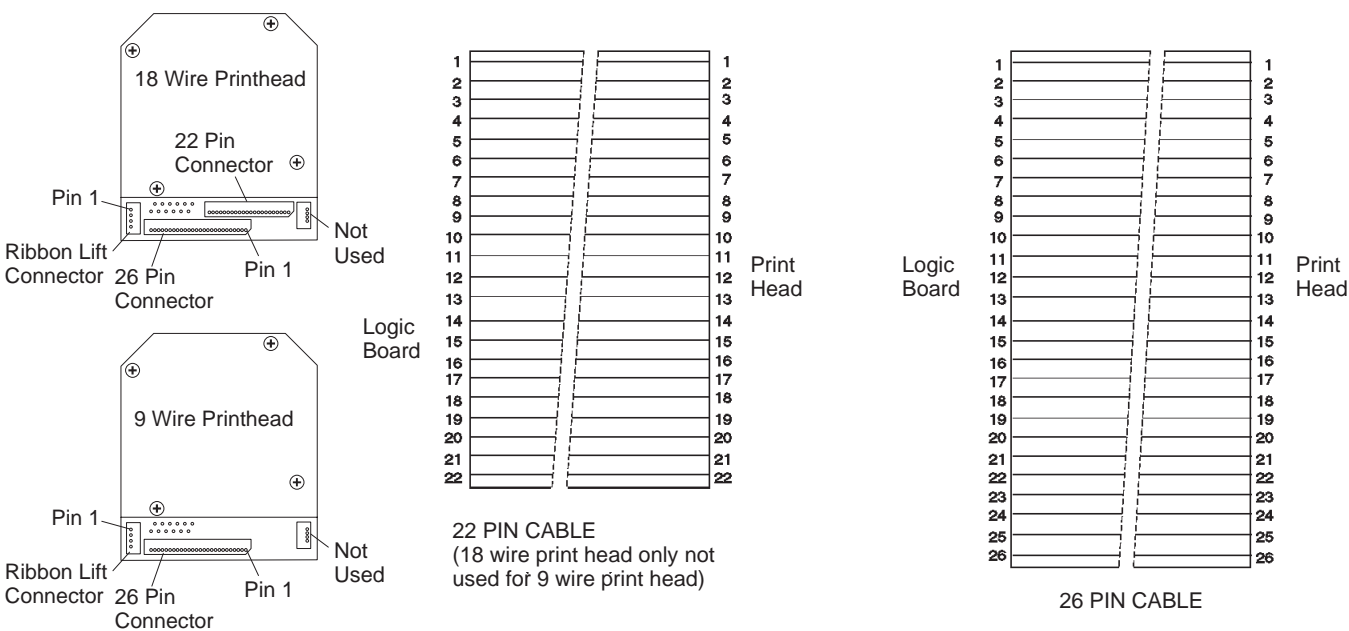 18 Wire Printhead
22 Pin
Connector
Pin 1
Ribbon Lift
Connector
26 Pin
Connector
Pin 1
Not
Used
9 Wire Printhead
Pin 1
Ribbon Lift
Connector
26 Pin
Connector
Pin 1
Not
Used
Logic
Board
1 1
2 2
3 3
4 4
5 5
6 6
7 7
8 8
9 9
10 10
11 11
12 12
13 13
14 14
15 15
16 16
17 17
18 18
19 19
20 20
21 21
22 22
Print
Head
22 PIN CABLE
(18 wire print head only not
used for 9 wire print head)
Logic
Board
1 1
2 2
3 3
4 4
5 5
6 6
7 7
8 8
9 9
10 10
11 11
12 12
13 13
14 14
15 15
16 16
17 17
18 18
19 19
20 20
21 21
22 22
23 23
24 24
25 25
26 26
Print
Head
26 PIN CABLE